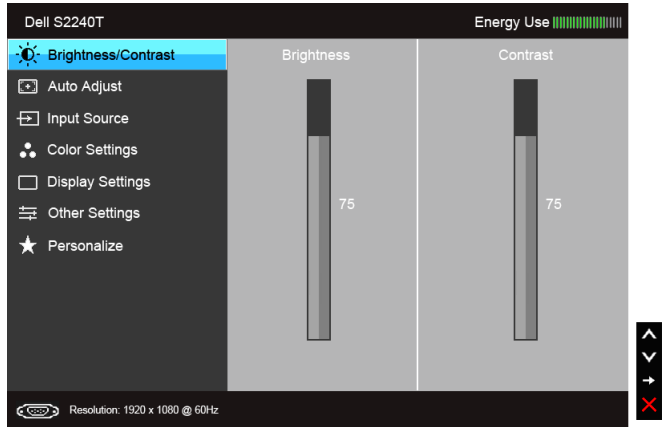 Dell S2240T
Energy Use
Brightness/Contrast
Auto Adjust
Input Source
Color Settings
Display Settings
Other Settings
Personalize
Brightness
Contrast
75
75
Resolution: 1920 x 1080 @ 60Hz